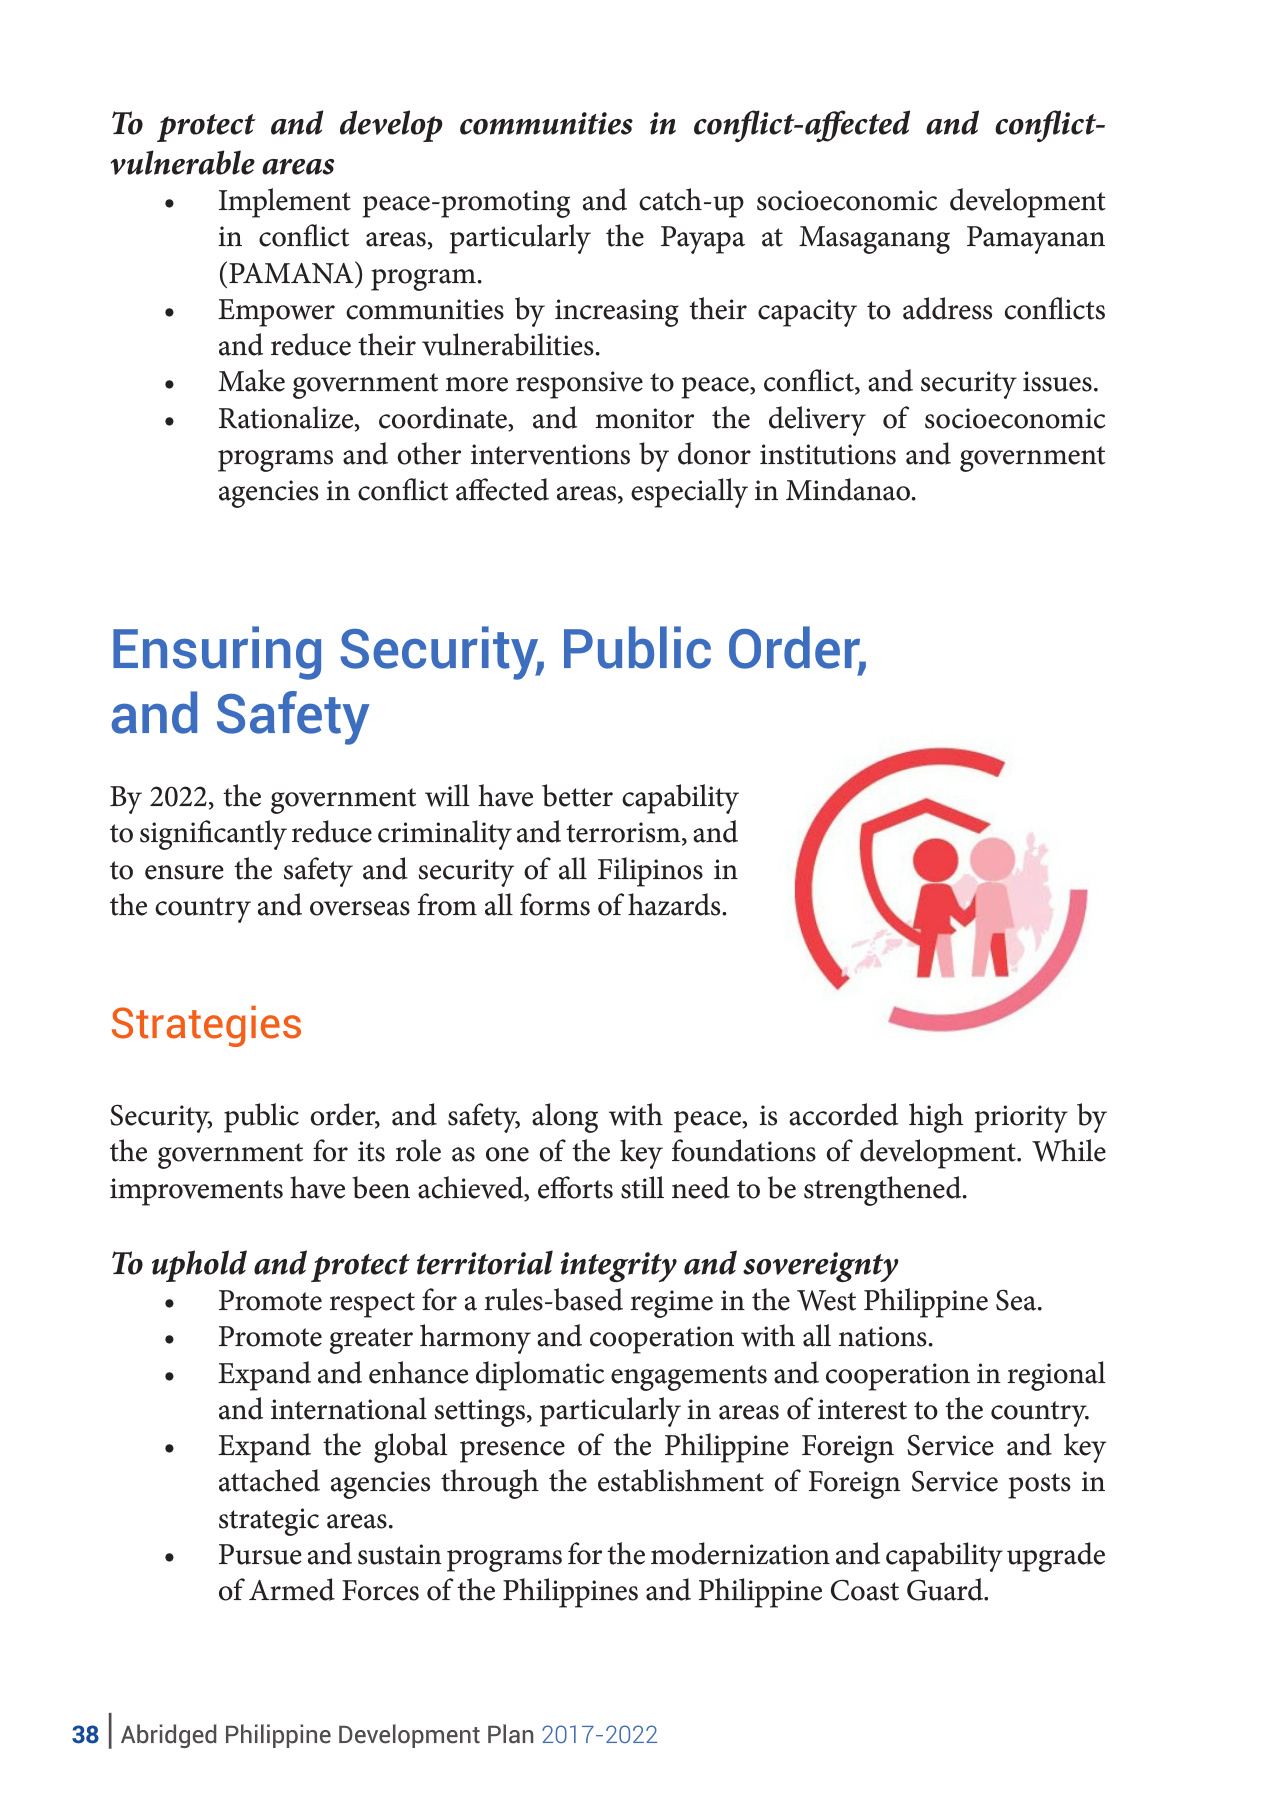 To protect and develop communities in conflict-affected and conflict-
vulnerable areas
• Implement peace-promoting and catch-up socioeconomic development
in conflict areas, particularly the Payapa at Masaganang Pamayanan
(PAMANA) program.
• Empower communities by increasing their capacity to address conflicts
and reduce their vulnerabilities.
• Make government more responsive to peace, conflict, and security issues.
• Rationalize, coordinate, and monitor the delivery of socioeconomic
programs and other interventions by donor institutions and government
agencies in conflict affected areas, especially in Mindanao.
Ensuring Security, Public Order,
and Safety
By 2022, the government will have better capability
to significantly reduce criminality and terrorism, and
to ensure the safety and security of all Filipinos in
the country and overseas from all forms of hazards.
Strategies
Security, public order, and safety, along with peace, is accorded high priority by
the government for its role as one of the key foundations of development. While
improvements have been achieved, efforts still need to be strengthened.
To uphold and protect territorial integrity and sovereignty
• Promote respect for a rules-based regime in the West Philippine Sea.
• Promote greater harmony and cooperation with all nations.
• Expand and enhance diplomatic engagements and cooperation in regional
and international settings, particularly in areas of interest to the country.
• Expand the global presence of the Philippine Foreign Service and key
attached agencies through the establishment of Foreign Service posts in
strategic areas.
• Pursue and sustain programs for the modernization and capability upgrade
of Armed Forces of the Philippines and Philippine Coast Guard.
38 | Abridged Philippine Development Plan 2017-2022